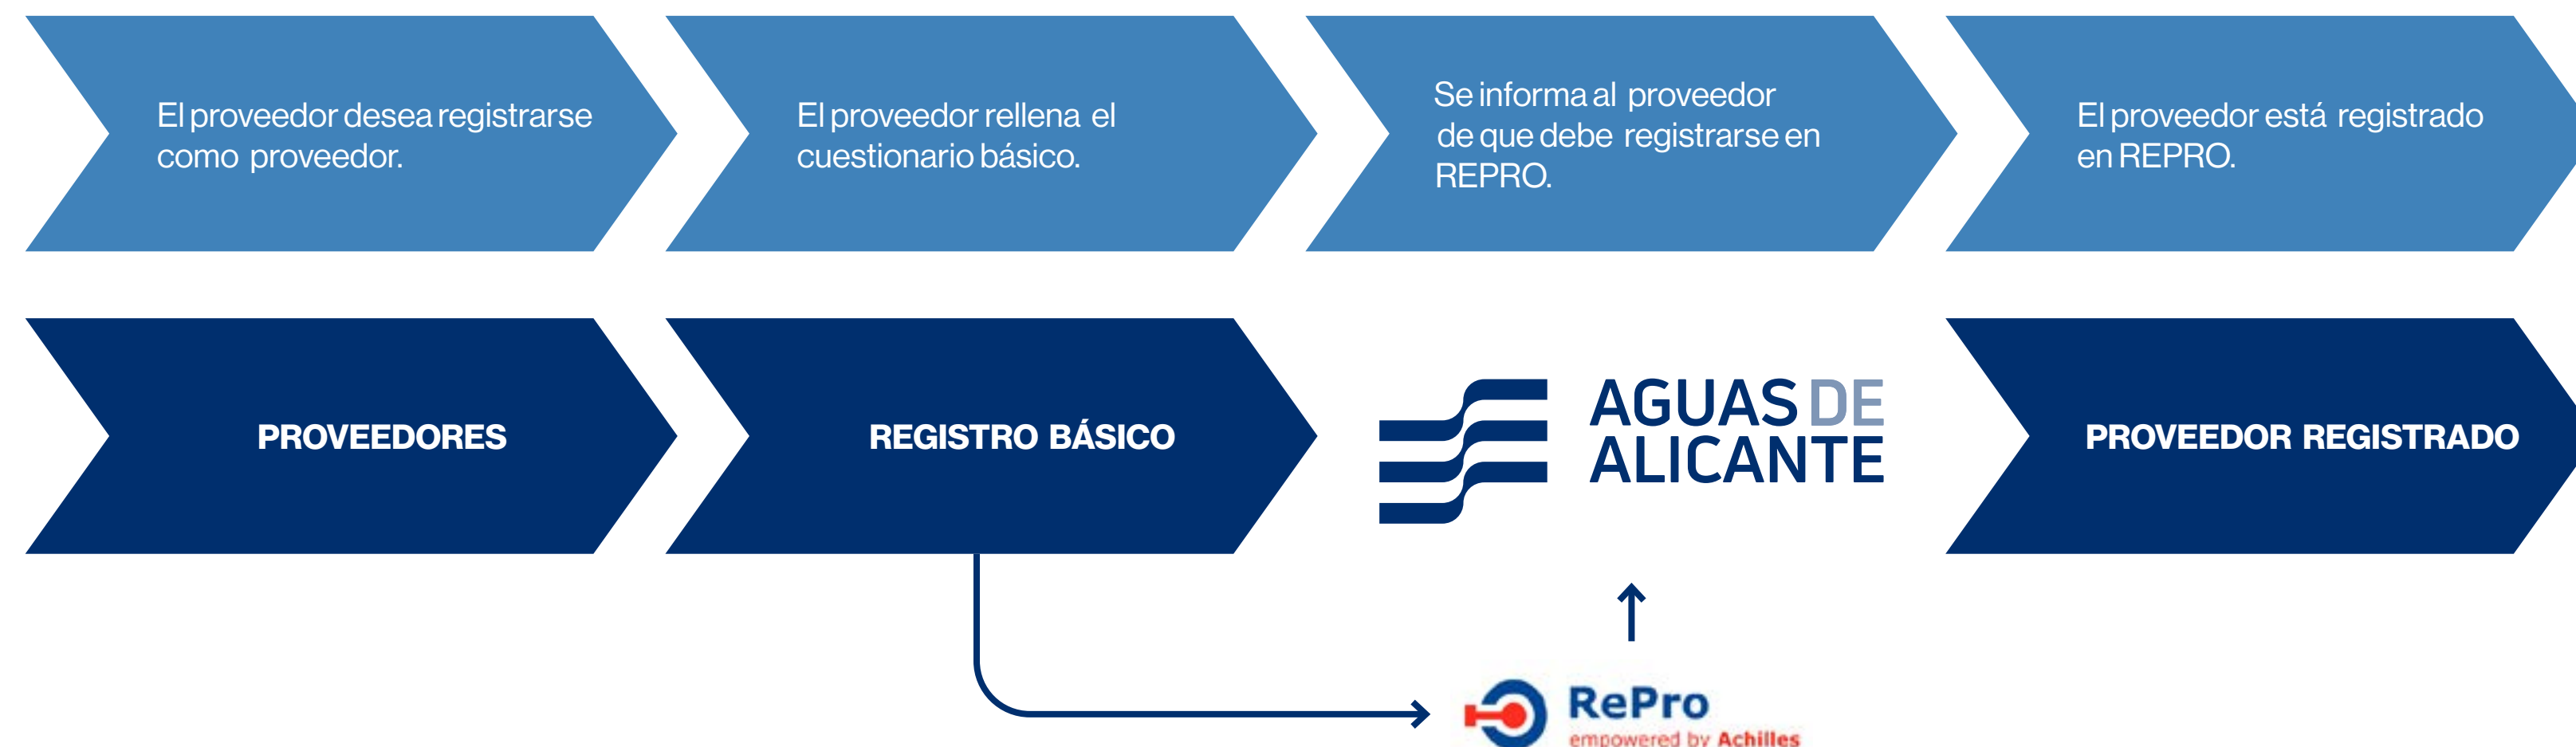 El proveedor desea registrarse
como proveedor.
El proveedor rellena el
cuestionario básico.
Se informa al proveedor
de que debe registrarse en
REPRO.
El proveedor está registrado
en REPRO.
PROVEEDORES
REGISTRO BÁSICO
AGUAS DE
ALICANTE
PROVEEDOR REGISTRADO
RePro
empowered by Achilles